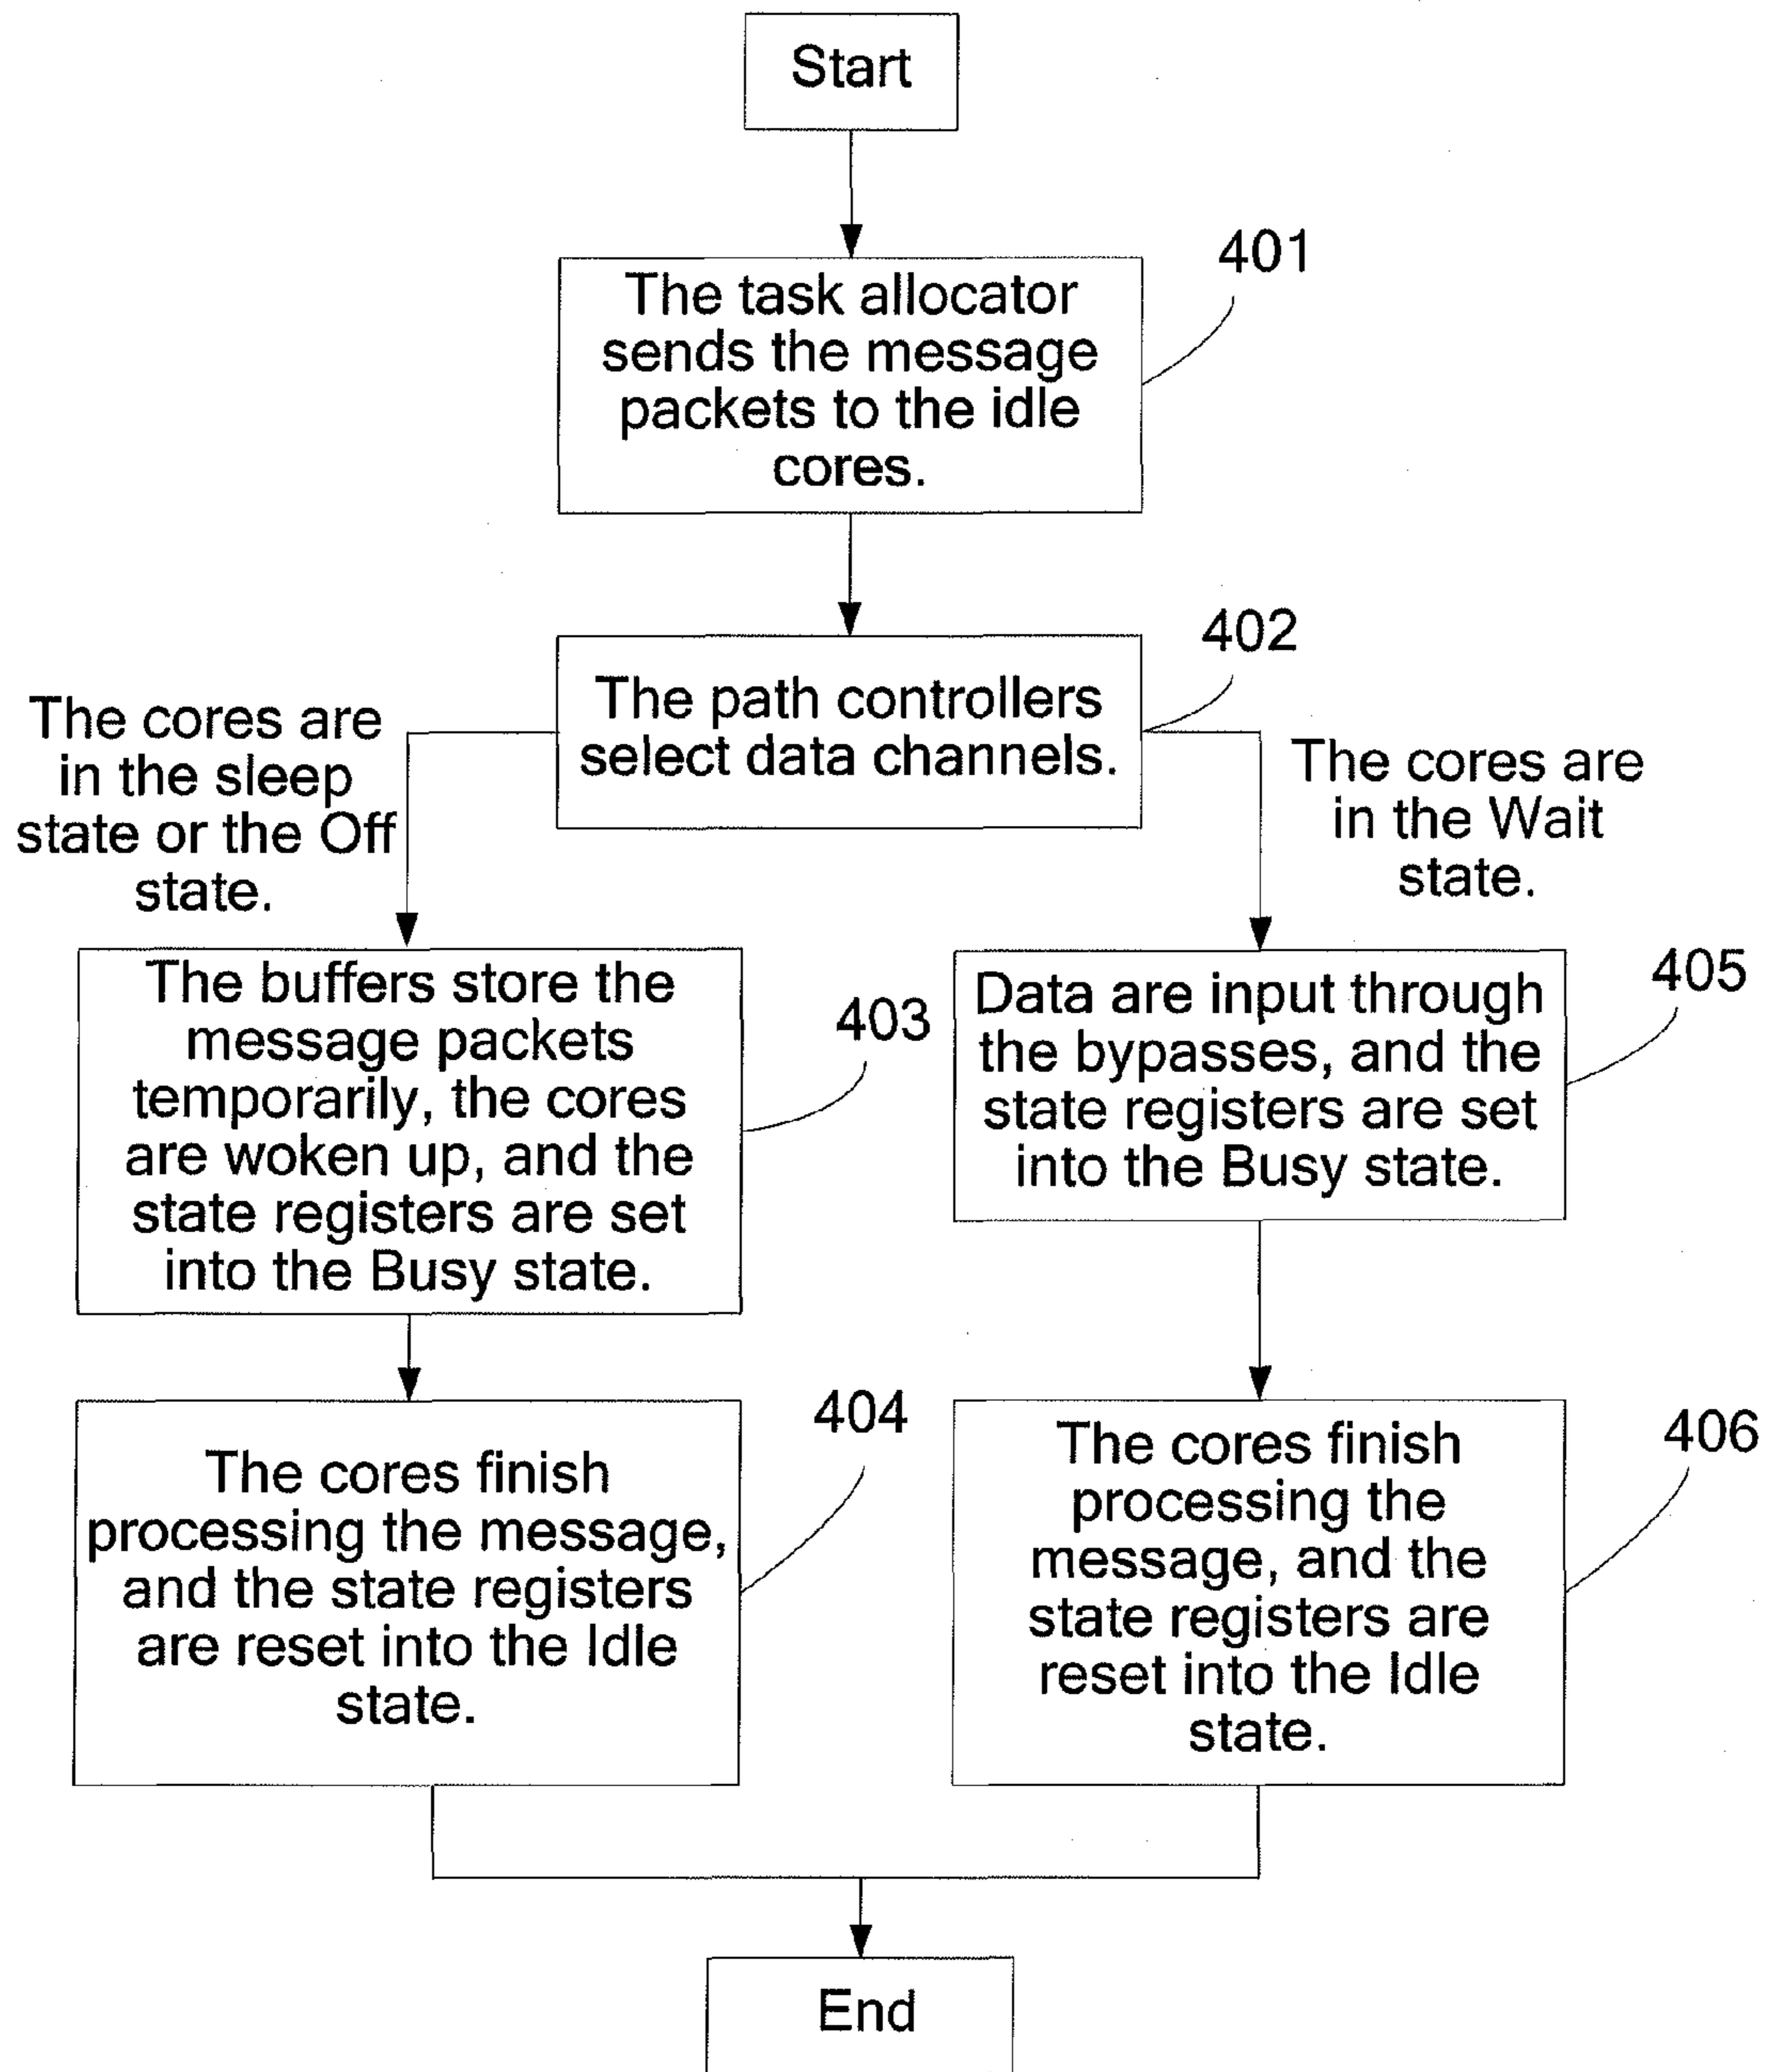 Start
401
The task allocator
sends the message
packets to the idle
cores.
402
The path controllers
select data channels.
The cores are
in the sleep
state or the Off
state.
The cores are
in the Wait
state.
The buffers store the
message packets
temporarily, the cores
are woken up, and the
state registers are set
into the Busy state.
403
Data are input through
the bypasses, and the
state registers are set
into the Busy state.
405
The cores finish
processing the message,
and the state registers
are reset into the Idle
state.
404
The cores finish
processing the
message, and the
state registers are
reset into the Idle
state.
406
End